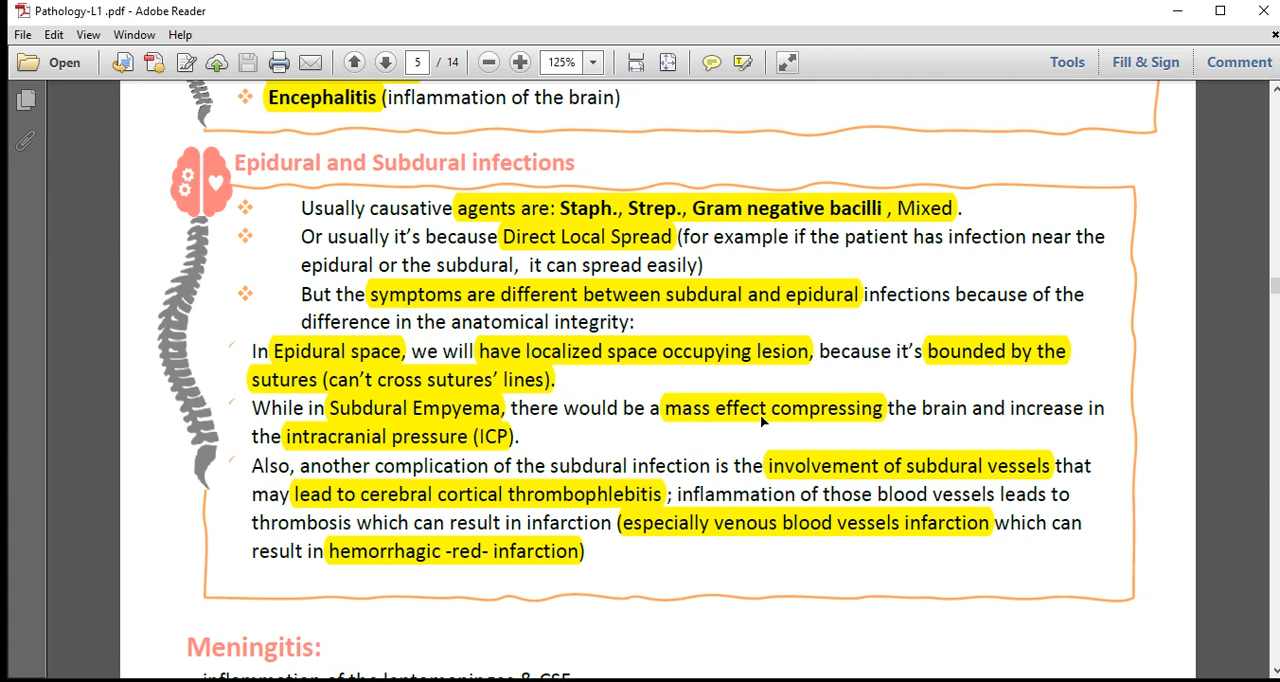 Pathology-L1 .pdf - Adobe Reader
File Edit View Window Help
Open 5 / 14 125% Tools Fill & Sign Comment
Encephalitis (inflammation of the brain)
Epidural and Subdural infections
Usually causative agents are: Staph., Strep., Gram negative bacilli , Mixed .
Or usually it's because Direct Local Spread (for example if the patient has infection near the
epidural or the subdural, it can spread easily)
But the symptoms are different between subdural and epidural infections because of the
difference in the anatomical integrity:
In Epidural space, we will have localized space occupying lesion, because it's bounded by the
sutures (can't cross sutures' lines).
While in Subdural Empyema, there would be a mass effect compressing the brain and increase in
the intracranial pressure (ICP).
Also, another complication of the subdural infection is the involvement of subdural vessels that
may lead to cerebral cortical thrombophlebitis ; inflammation of those blood vessels leads to
thrombosis which can result in infarction (especially venous blood vessels infarction which can
result in hemorrhagic -red- infarction)
Meningitis:
inflammation of the leptomeninges & CSF